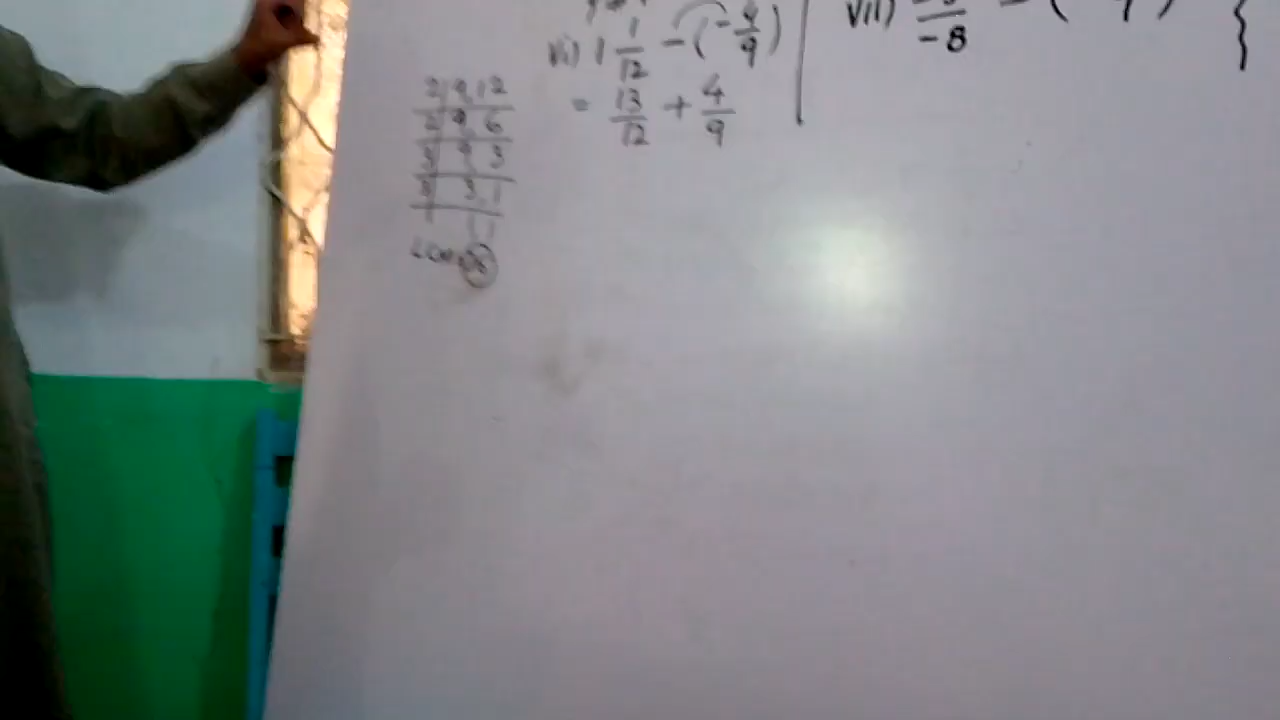 vi) 1 1/12 - (-4/9)
= 13/12 + 4/9
2 | 9, 12
2 | 9, 6
3 | 9, 3
3 | 3, 1
1, 1
vii) 
-8